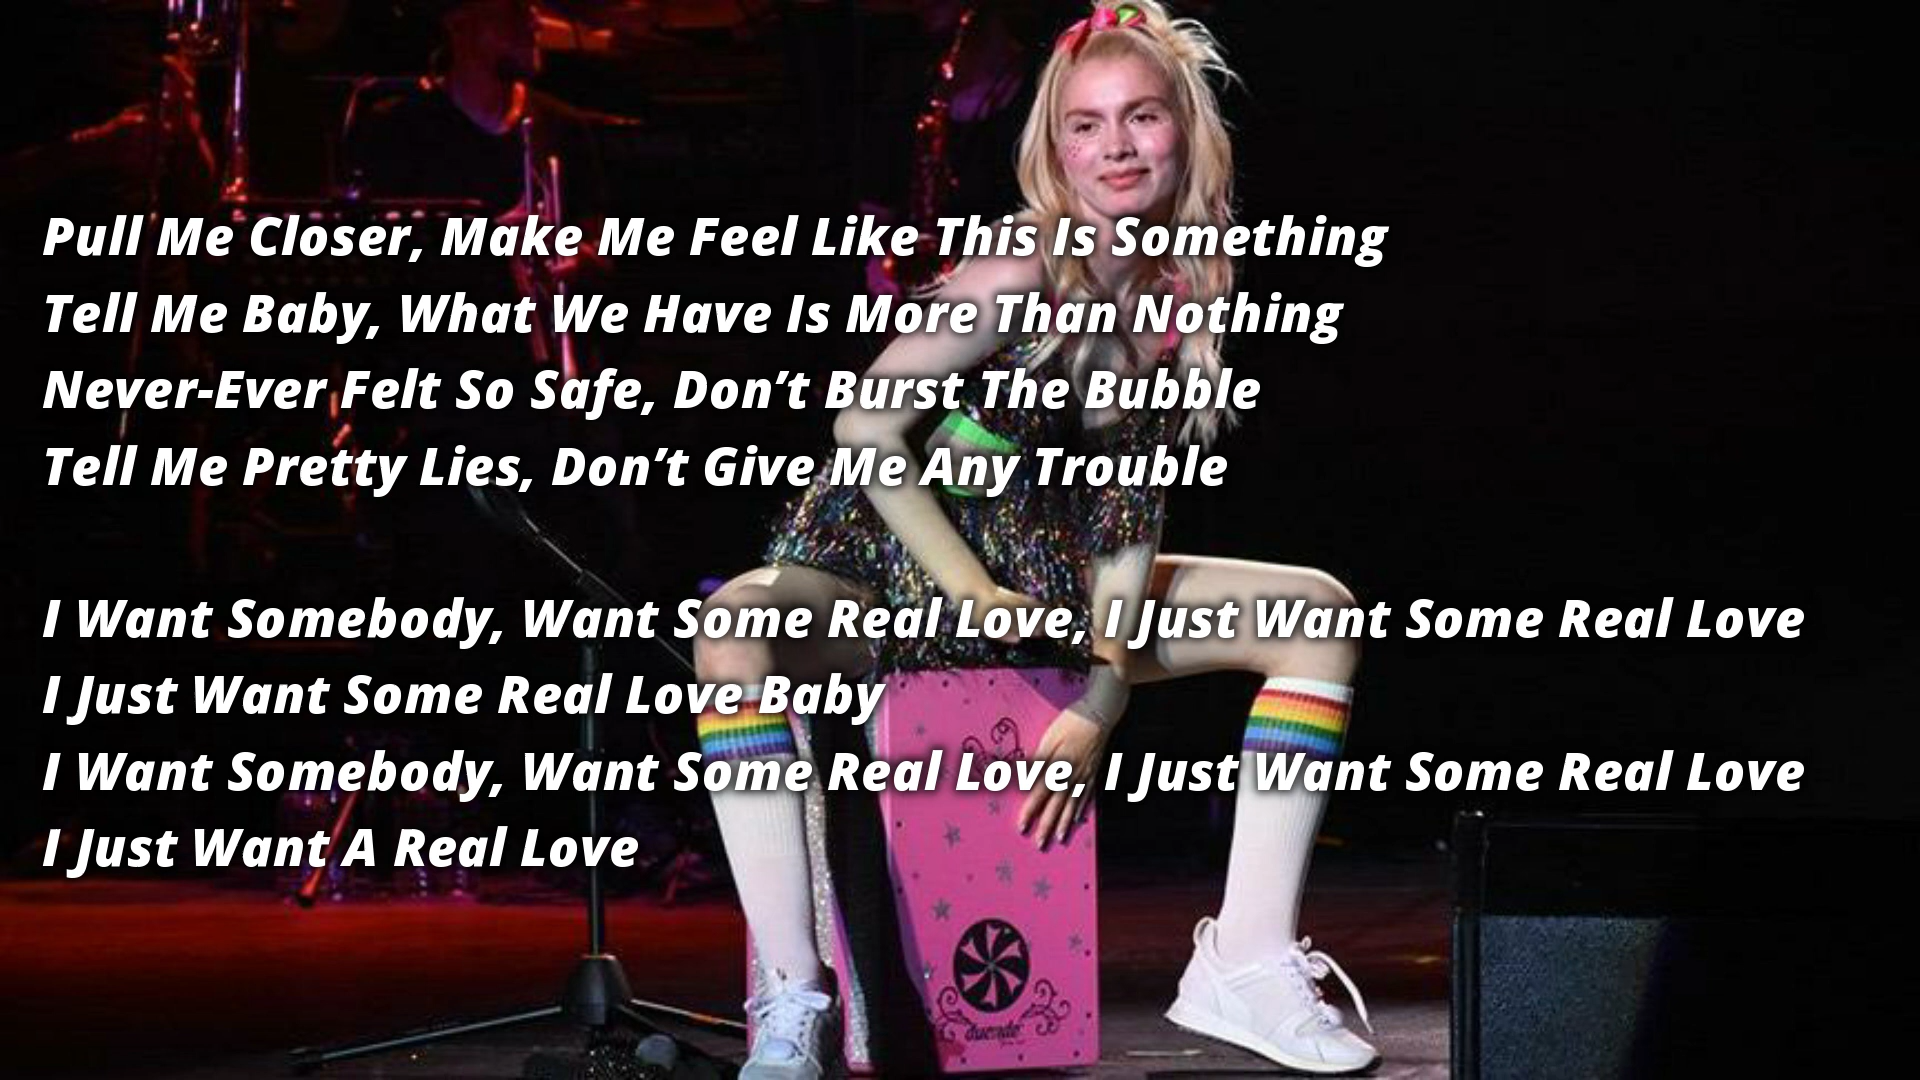 Pull Me Closer, Make Me Feel Like This Is Something
Tell Me Baby, What We Have Is More Than Nothing
Never-Ever Felt So Safe, Don’t Burst The Bubble
Tell Me Pretty Lies, Don’t Give Me Any Trouble
I Want Somebody, Want Some Real Love, I Just Want Some Real Love
I Just Want Some Real Love Baby
I Want Somebody, Want Some Real Love, I Just Want Some Real Love
I Just Want A Real Love
duende